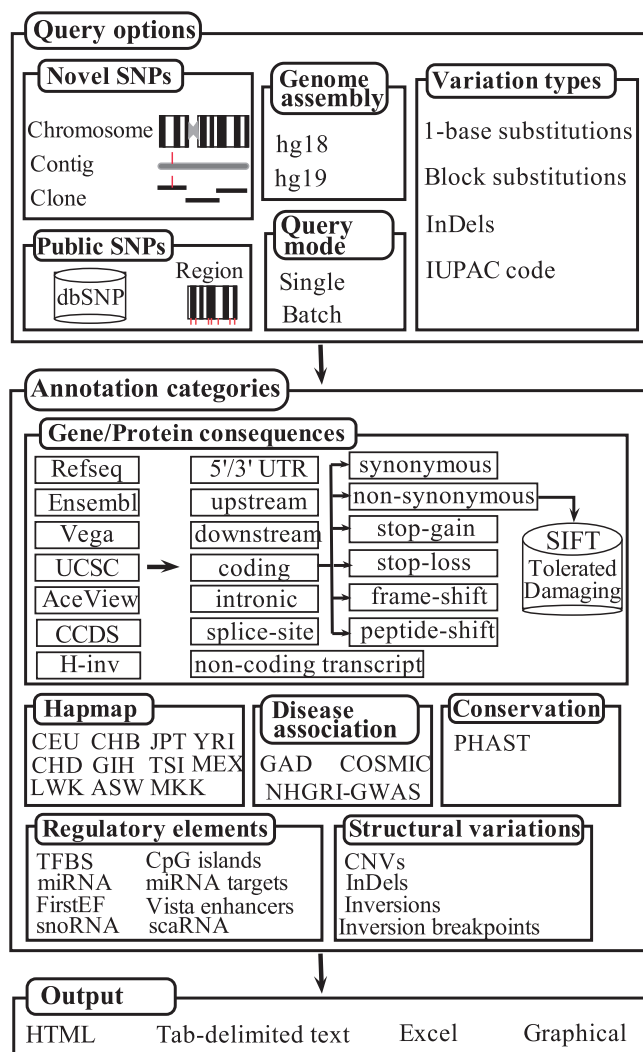 Query options
Novel SNPs
Chromosome
Contig
Clone
Public SNPs
dbSNP
Region
Genome
assembly
hg18
hg19
Query
mode
Single
Batch
Variation types
1-base substitutions
Block substitutions
InDels
IUPAC code
Annotation categories
Gene/Protein consequences
Refseq
Ensembl
Vega
UCSC
AceView
CCDS
H-inv
5'/3' UTR
upstream
downstream
coding
intronic
splice-site
non-coding transcript
synonymous
non-synonymous
stop-gain
stop-loss
frame-shift
peptide-shift
SIFT
Tolerated
Damaging
Hapmap
CEU CHB JPT YRI
CHD GIH TSI MEX
LWK ASW MKK
Disease
association
GAD COSMIC
NHGRI-GWAS
Conservation
PHAST
Regulatory elements
TFBS CpG islands
miRNA miRNA targets
FirstEF Vista enhancers
snoRNA scaRNA
Structural variations
CNVs
InDels
Inversions
Inversion breakpoints
Output
HTML Tab-delimited text Excel Graphical